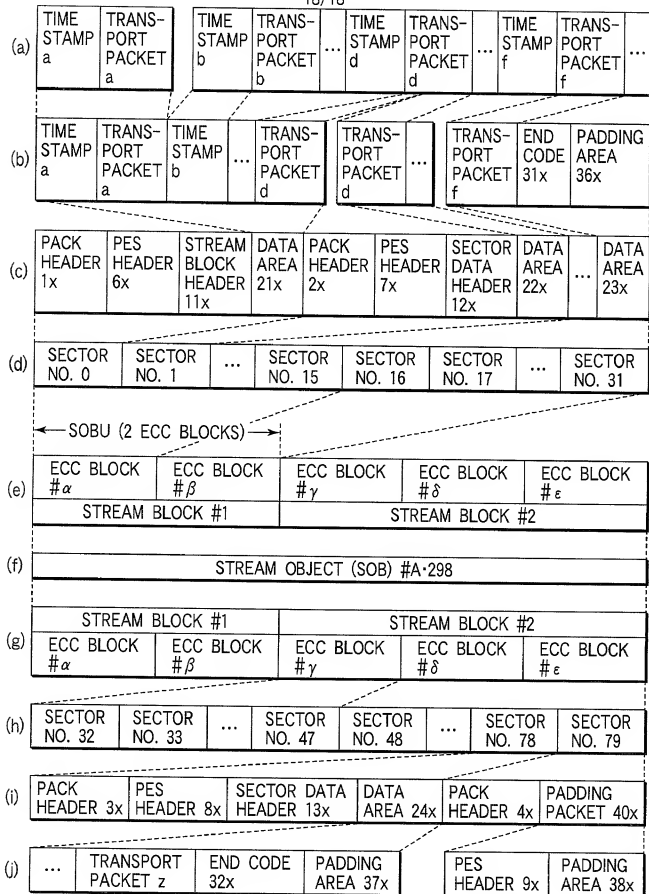 (a) TIME STAMP a TRANS-PORT PACKET a TIME STAMP b TRANS-PORT PACKET b ... TIME STAMP d TRANS-PORT PACKET d ... TIME STAMP f TRANS-PORT PACKET f ...
(b) TIME STAMP a TRANS-PORT PACKET a TIME STAMP b ... TRANS-PORT PACKET d TRANS-PORT PACKET d ... TRANS-PORT PACKET f END CODE 31x PADDING AREA 36x
(c) PACK HEADER 1x PES HEADER 6x STREAM BLOCK HEADER 11x DATA AREA 21x PACK HEADER 2x PES HEADER 7x SECTOR DATA HEADER 12x DATA AREA 22x ... DATA AREA 23x
(d) SECTOR NO. 0 SECTOR NO. 1 ... SECTOR NO. 15 SECTOR NO. 16 SECTOR NO. 17 ... SECTOR NO. 31
SOBU (2 ECC BLOCKS)
(e) ECC BLOCK #α ECC BLOCK #β ECC BLOCK #γ ECC BLOCK #δ ECC BLOCK #ε
STREAM BLOCK #1 STREAM BLOCK #2
(f) STREAM OBJECT (SOB) #A·298
STREAM BLOCK #1 STREAM BLOCK #2
(g) ECC BLOCK #α ECC BLOCK #β ECC BLOCK #γ ECC BLOCK #δ ECC BLOCK #ε
(h) SECTOR NO. 32 SECTOR NO. 33 ... SECTOR NO. 47 SECTOR NO. 48 ... SECTOR NO. 78 SECTOR NO. 79
(i) PACK HEADER 3x PES HEADER 8x SECTOR DATA HEADER 13x DATA AREA 24x PACK HEADER 4x PADDING PACKET 40x
(j) ... TRANSPORT PACKET z END CODE 32x PADDING AREA 37x PES HEADER 9x PADDING AREA 38x